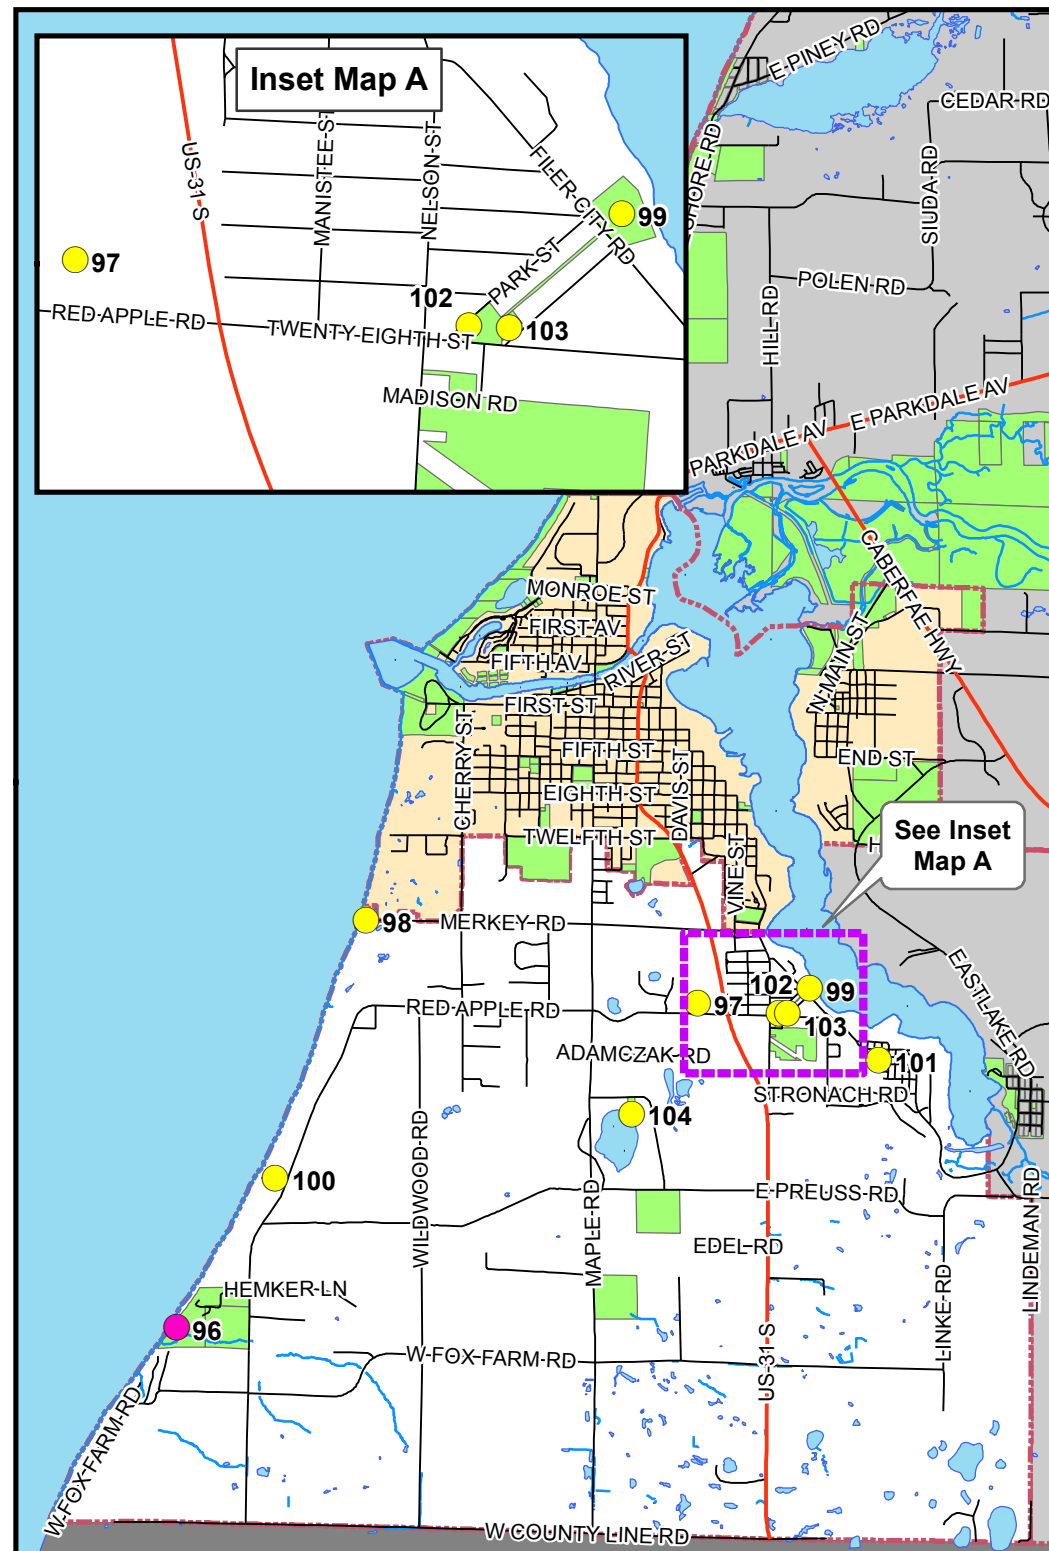 Inset Map A
US-31 S
MANISTEE ST
NELSON ST
FILER CITY RD
PARK ST
99
97
102
103
RED APPLE RD
TWENTY EIGHTH ST
MADISON RD
E PINEY RD
CEDAR RD
SHORE RD
SIUDA RD
HILL RD
POLEN RD
E PARKDALE AV
PARKDALE AV
CABERFAE HWY
MONROE ST
FIRST AV
FIFTH AV
RIVER ST
N MAIN ST
FIRST ST
CHERRY ST
FIFTH ST
DAVIS ST
END ST
EIGHTH ST
TWELFTH ST
VINE ST
H
See Inset
Map A
98
MERKEY RD
EASTLAKE RD
102
99
97
RED APPLE RD
103
ADAMCZAK RD
101
STRONACH RD
104
WILDWOOD RD
MAPLE RD
100
E PREUSS RD
LINDEMAN RD
EDEL RD
LINKE RD
HEMKER LN
96
W FOX FARM RD
US-31 S
W FOX FARM RD
W COUNTY LINE RD